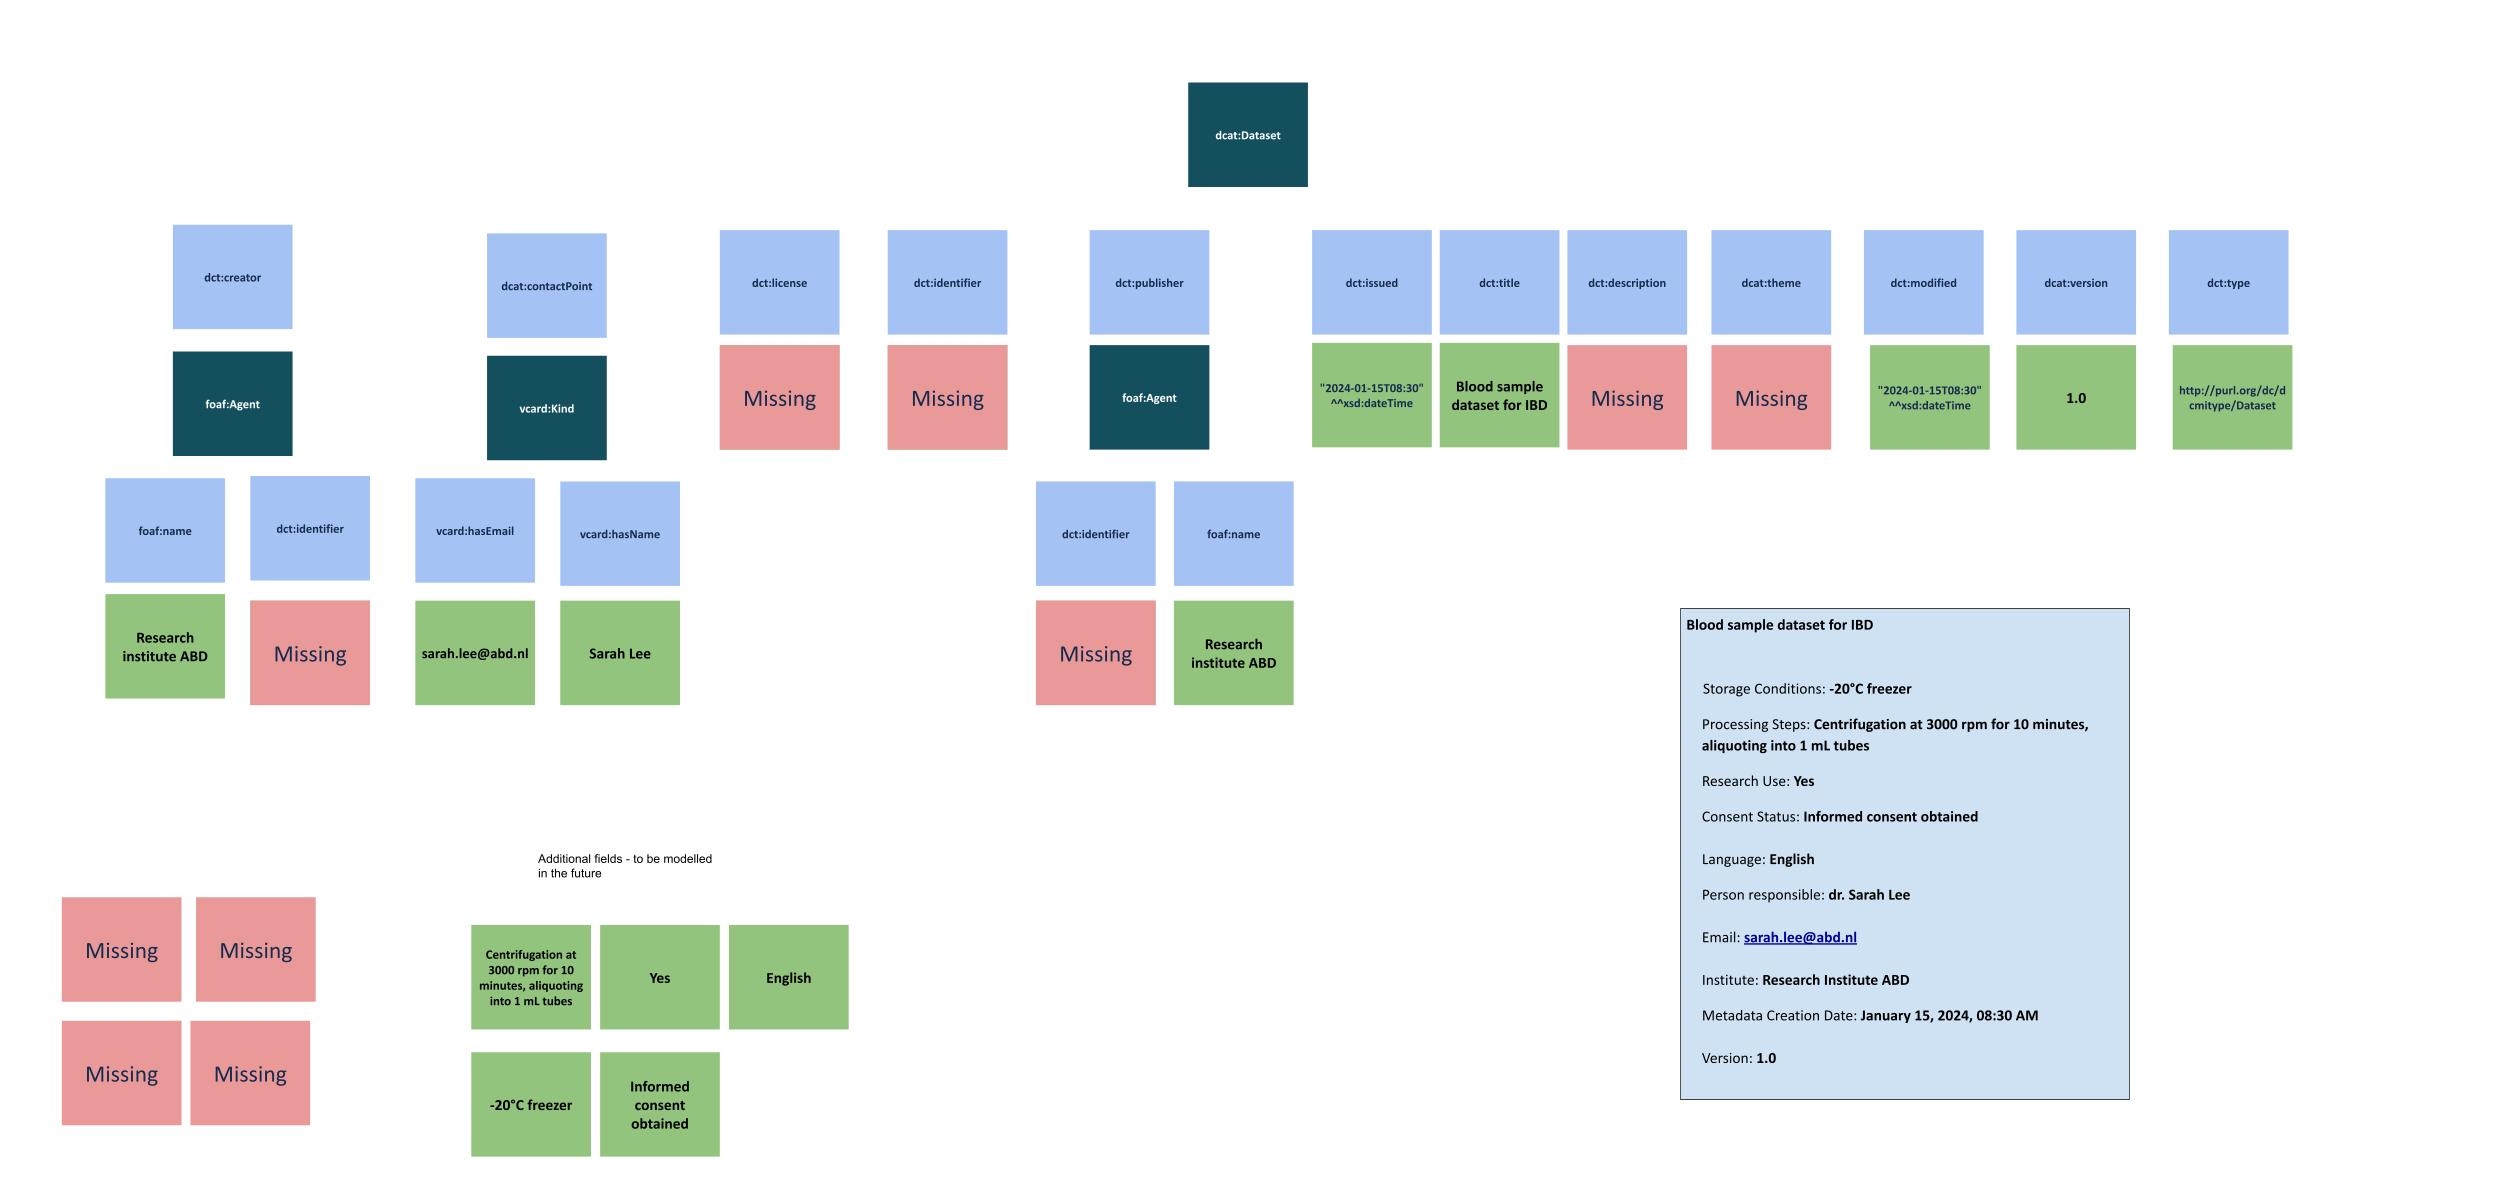 dcat:Dataset
dct:creator
dcat:contactPoint
dct:license
dct:identifier
dct:publisher
dct:issued
dct:title
dct:description
dcat:theme
dct:modified
dcat:version
dct:type
foaf:Agent
vcard:Kind
Missing
Missing
foaf:Agent
"2024-01-15T08:30"
^^xsd:dateTime
Blood sample
dataset for IBD
Missing
Missing
"2024-01-15T08:30"
^^xsd:dateTime
1.0
http://purl.org/dc/d
cmitype/Dataset
foaf:name
dct:identifier
vcard:hasEmail
vcard:hasName
dct:identifier
foaf:name
Research
institute ABD
Missing
sarah.lee@abd.nl
Sarah Lee
Missing
Research
institute ABD
Blood sample dataset for IBD
Storage Conditions: -20°C freezer
Processing Steps: Centrifugation at 3000 rpm for 10 minutes,
aliquoting into 1 mL tubes
Research Use: Yes
Consent Status: Informed consent obtained
Language: English
Person responsible: dr. Sarah Lee
Email: sarah.lee@abd.nl
Institute: Research Institute ABD
Metadata Creation Date: January 15, 2024, 08:30 AM
Version: 1.0
Additional fields - to be modelled
in the future
Missing
Missing
Missing
Missing
Centrifugation at
3000 rpm for 10
minutes, aliquoting
into 1 mL tubes
Yes
English
-20°C freezer
Informed
consent
obtained